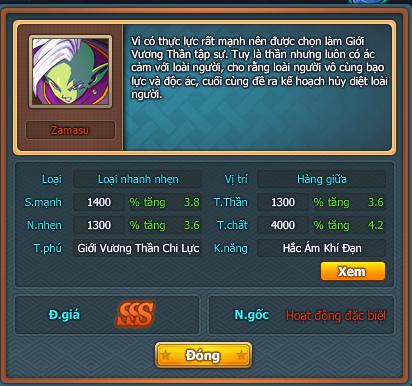 Vì có thực lực rất mạnh nên được chọn làm Giới
Vương Thần tập sự. Tuy là thần nhưng luôn có ác
cảm với loài người, cho rằng loài người vô cùng bạo
lực và độc ác, cuối cùng đề ra kế hoạch hủy diệt loài
người.
Zamasu
Loại Loại nhanh nhẹn Vị trí Hàng giữa
S.mạnh 1400 % tăng 3.8 T.Thần 1300 % tăng 3.6
N.nhẹn 1300 % tăng 3.6 T.chất 4000 % tăng 4.2
T.phú Giới Vương Thần Chi Lực K.năng Hắc Ám Khí Đạn
Xem
Đ.giá SSS N.gốc Hoạt động đặc biệt
Đóng